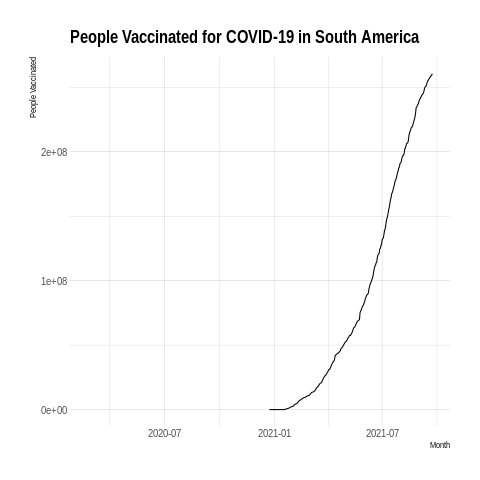 People Vaccinated for COVID-19 in South America
People Vaccinated
2e+08
1e+08
0e+00
2020-07 2021-01 2021-07
Month